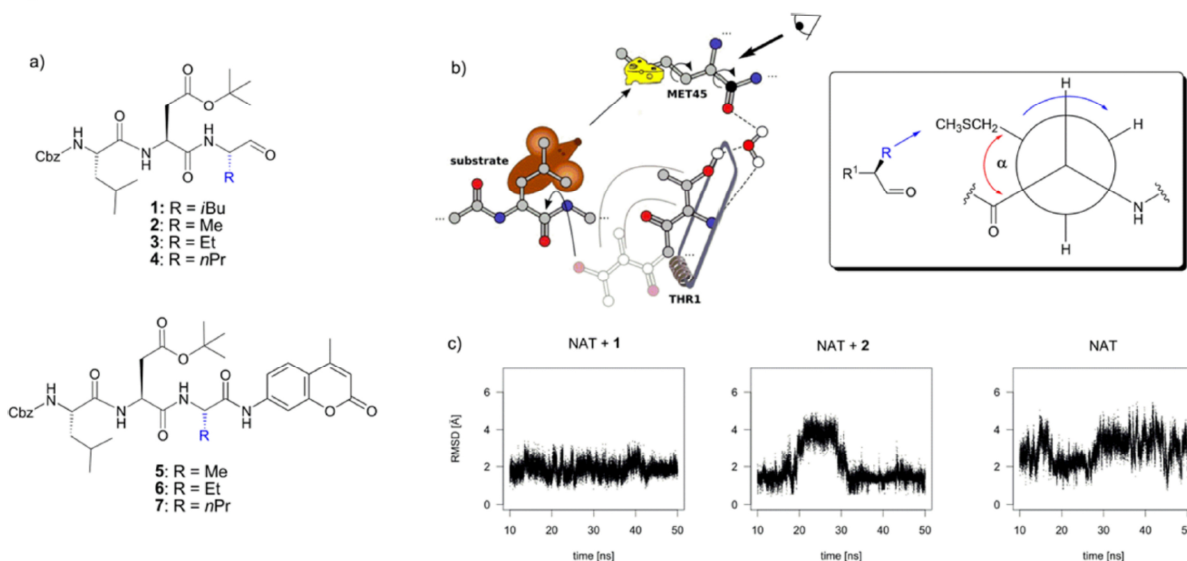 a)
O
O
O
H
N
Cbz
O
N
H
O
H
N
O
R
1: R = iBu
2: R = Me
3: R = Et
4: R = nPr
O
O
H
N
Cbz
O
N
H
O
H
N
R
O
N
H
O
O
5: R = Me
6: R = Et
7: R = nPr
b)
...
MET45
substrate
...
...
...
THR1
R¹
R
O
CH₃SCH₂
H
H
α
O
N
H
H
c)
NAT + 1
RMSD [Å]
6
4
2
0
10 20 30 40 50
time [ns]
NAT + 2
6
4
2
0
10 20 30 40 50
time [ns]
NAT
6
4
2
0
10 20 30 40 50
time [ns]